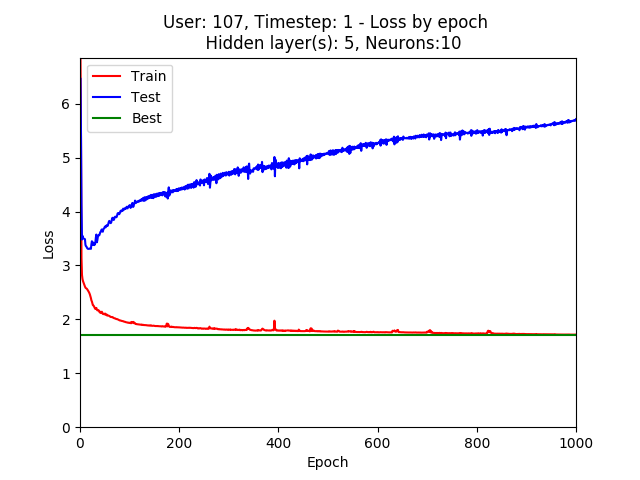 User: 107, Timestep: 1 - Loss by epoch
Hidden layer(s): 5, Neurons:10
Train
Test
Best
6
5
4
3
2
1
0
Loss
0 200 400 600 800 1000
Epoch